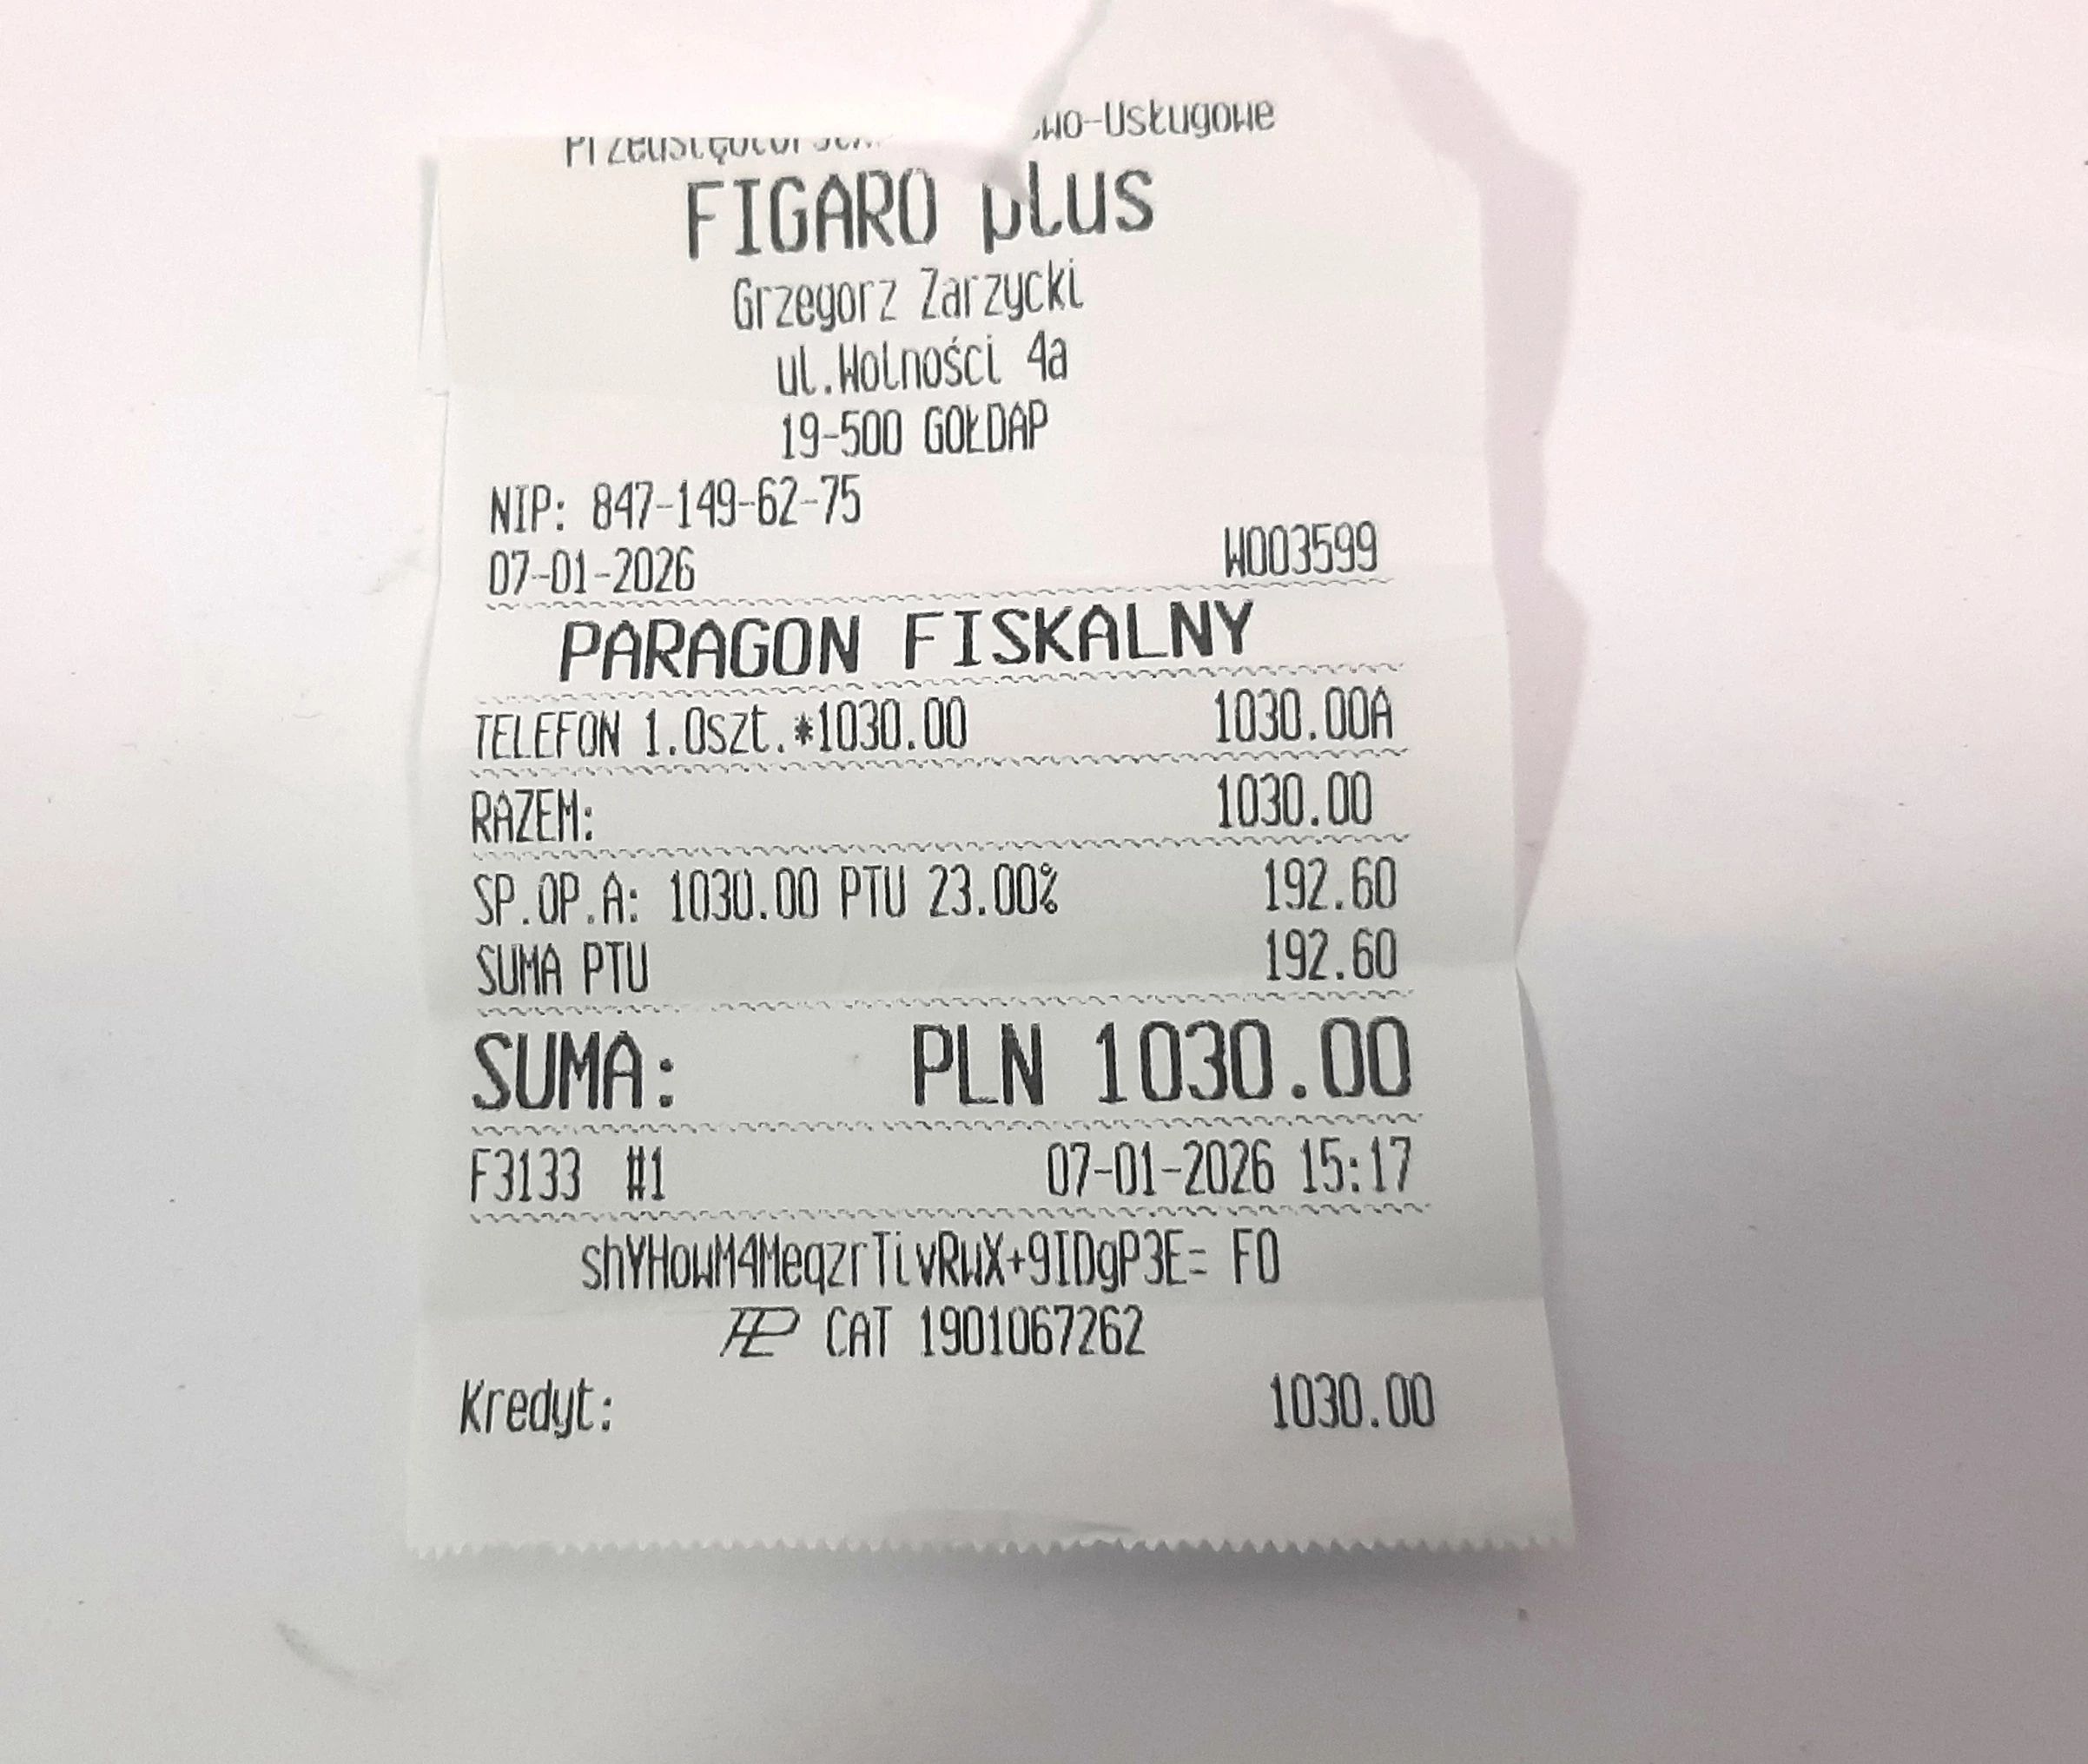 -Usługowe
FIGARO plus
Grzegorz Zarzycki
ul.Wolności 4a
19-500 GOŁDAP
NIP: 847-149-62-75
07-01-2026 W003599
PARAGON FISKALNY
TELEFON 1.0szt.*1030.00 1030.00A
RAZEM: 1030.00
SP.OP.A: 1030.00 PTU 23.00% 192.60
SUMA PTU 192.60
SUMA: PLN 1030.00
F3133 #1 07-01-2026 15:17
shYHowM4MeqzrTivRwX+9IDgP3E= F0
CAT 1901067262
Kredyt: 1030.00